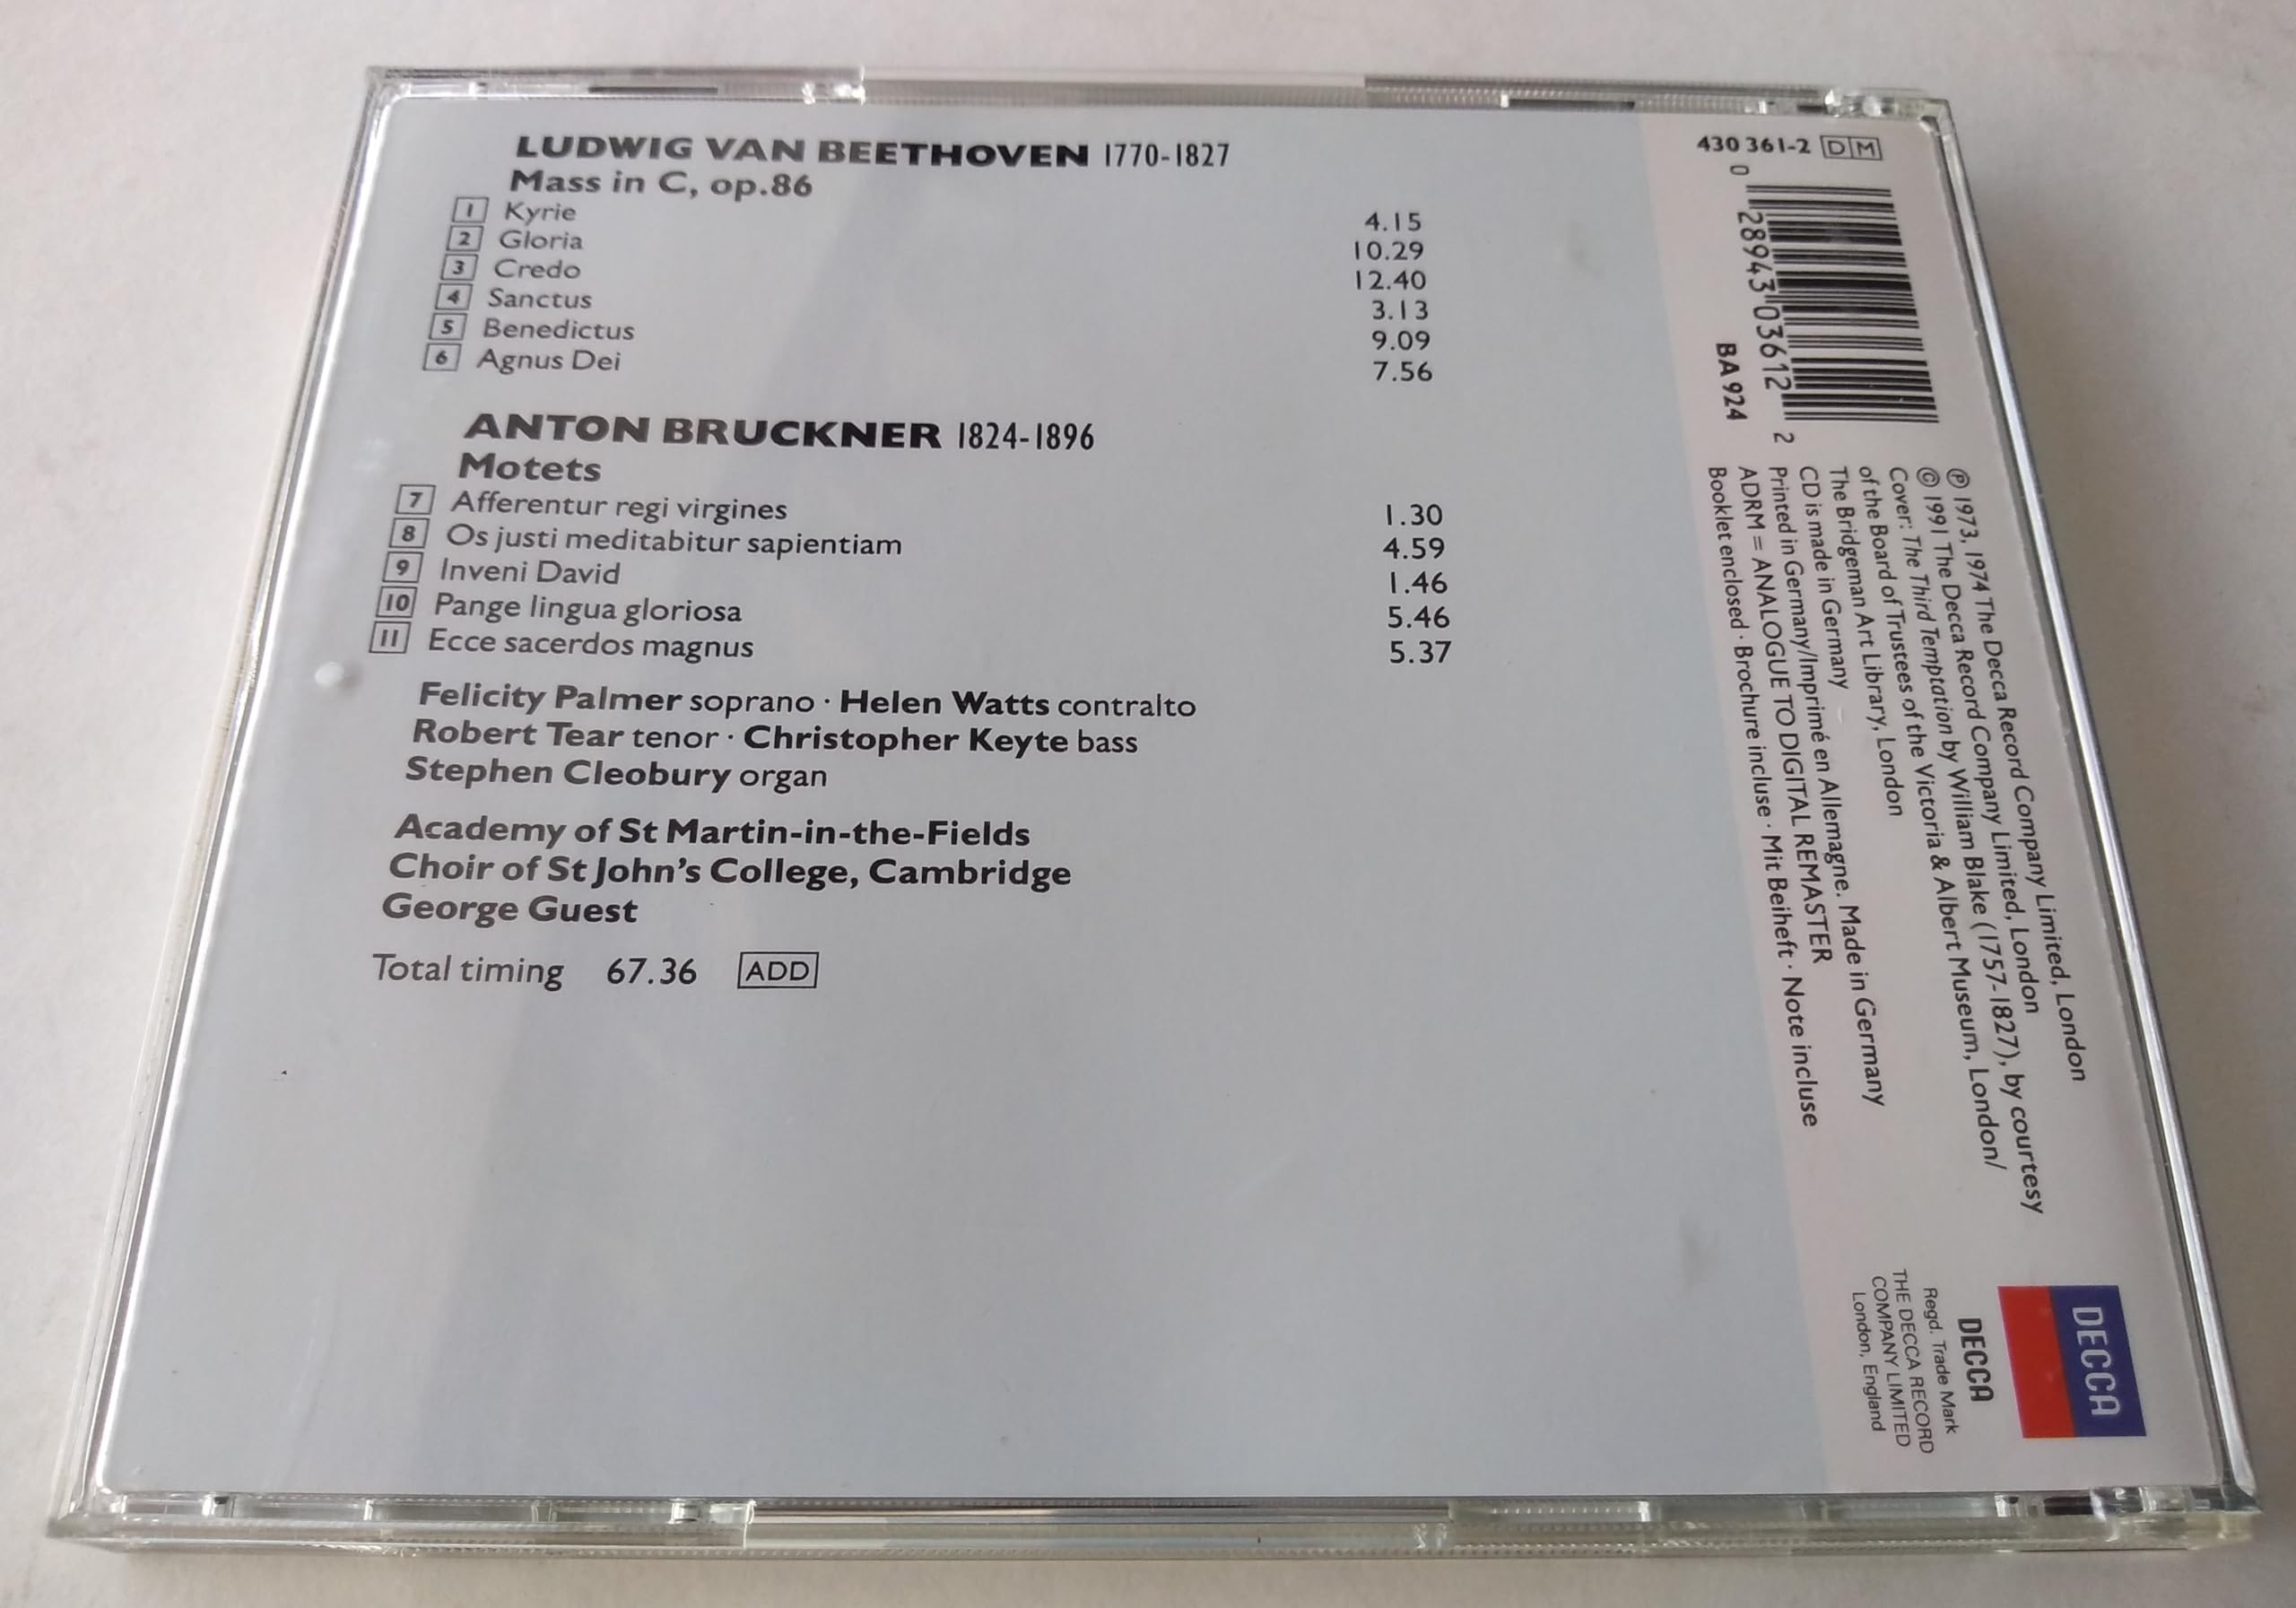 LUDWIG VAN BEETHOVEN 1770-1827
Mass in C, op.86
1 Kyrie 4.15
2 Gloria 10.29
3 Credo 12.40
4 Sanctus 3.13
5 Benedictus 9.09
6 Agnus Dei 7.56
ANTON BRUCKNER 1824-1896
Motets
7 Afferentur regi virgines 1.30
8 Os justi meditabitur sapientiam 4.59
9 Inveni David 1.46
10 Pange lingua gloriosa 5.46
11 Ecce sacerdos magnus 5.37
Felicity Palmer soprano · Helen Watts contralto
Robert Tear tenor · Christopher Keyte bass
Stephen Cleobury organ
Academy of St Martin-in-the-Fields
Choir of St John's College, Cambridge
George Guest
Total timing 67.36 ADD
430 361-2 D M
0 28943 03612 2
BA 924
℗ 1973, 1974 The Decca Record Company Limited, London
© 1991 The Decca Record Company Limited, London
Cover: The Third Temptation by William Blake (1757-1827), by courtesy
of the Board of Trustees of the Victoria & Albert Museum, London/
The Bridgeman Art Library, London
CD is made in Germany
Printed in Germany/Imprimé en Allemagne. Made in Germany
ADRM = ANALOGUE TO DIGITAL REMASTER
Booklet enclosed · Brochure incluse · Mit Beiheft · Note incluse
DECCA
DECCA
Regd. Trade Mark
THE DECCA RECORD
COMPANY LIMITED
London, England